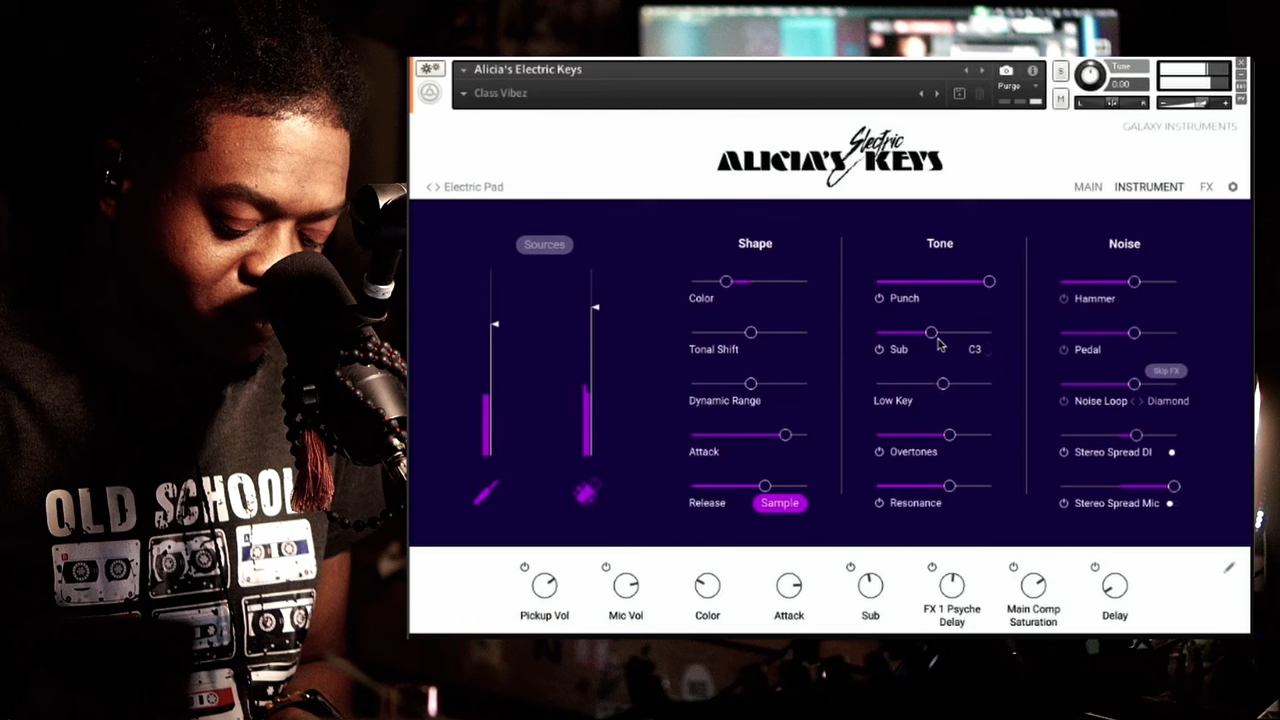 Alicia's Electric Keys
Class Vibez
Purge
S
M
Tune
0.00
L
R
GALAXY INSTRUMENTS
ALICIA'S Electric KEYS
Electric Pad
MAIN INSTRUMENT FX
Sources
Shape
Color
Tonal Shift
Dynamic Range
Attack
Release Sample
Tone
Punch
Sub C3
Low Key
Overtones
Resonance
Noise
Hammer
Pedal
Skip FX
Noise Loop Diamond
Stereo Spread DI
Stereo Spread Mic
Pickup Vol
Mic Vol
Color
Attack
Sub
FX 1 Psyche
Delay
Main Comp
Saturation
Delay
OLD SCHOOL